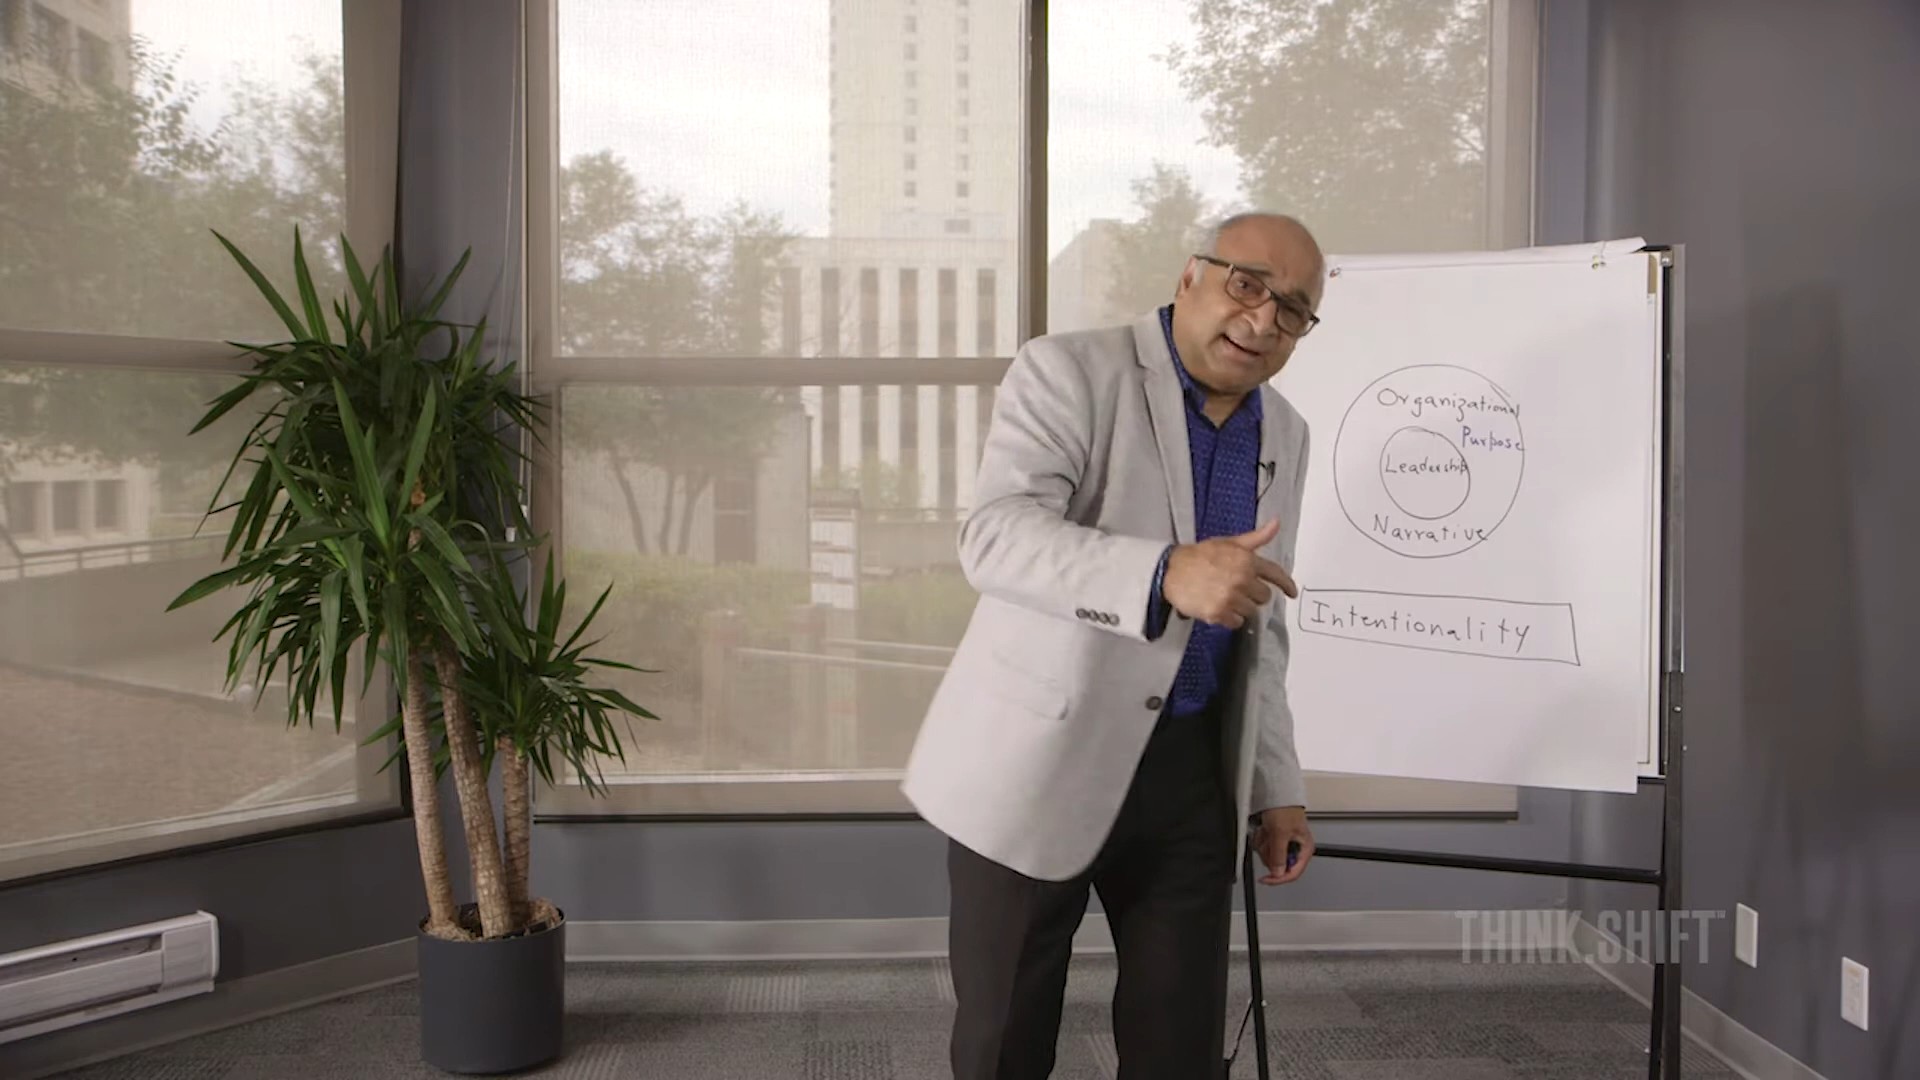 Organizational
Purpose
Leadership
Narrative
Intentionality
THINK.SHIFT